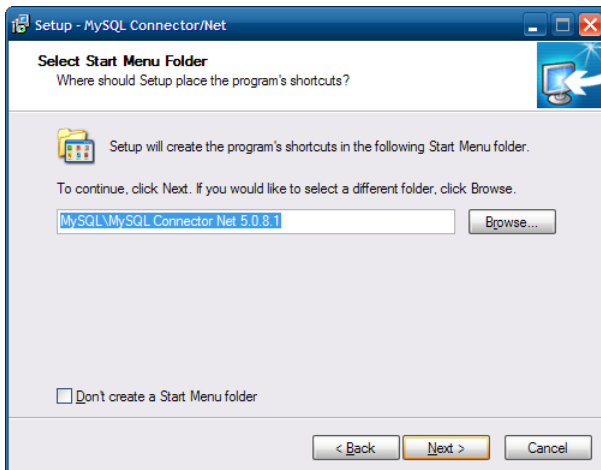 Setup - MySQL Connector/Net
Select Start Menu Folder
Where should Setup place the program's shortcuts?
Setup will create the program's shortcuts in the following Start Menu folder.
To continue, click Next. If you would like to select a different folder, click Browse.
MySQL\MySQL Connector Net 5.0.8.1
Browse...
Don't create a Start Menu folder
< Back
Next >
Cancel